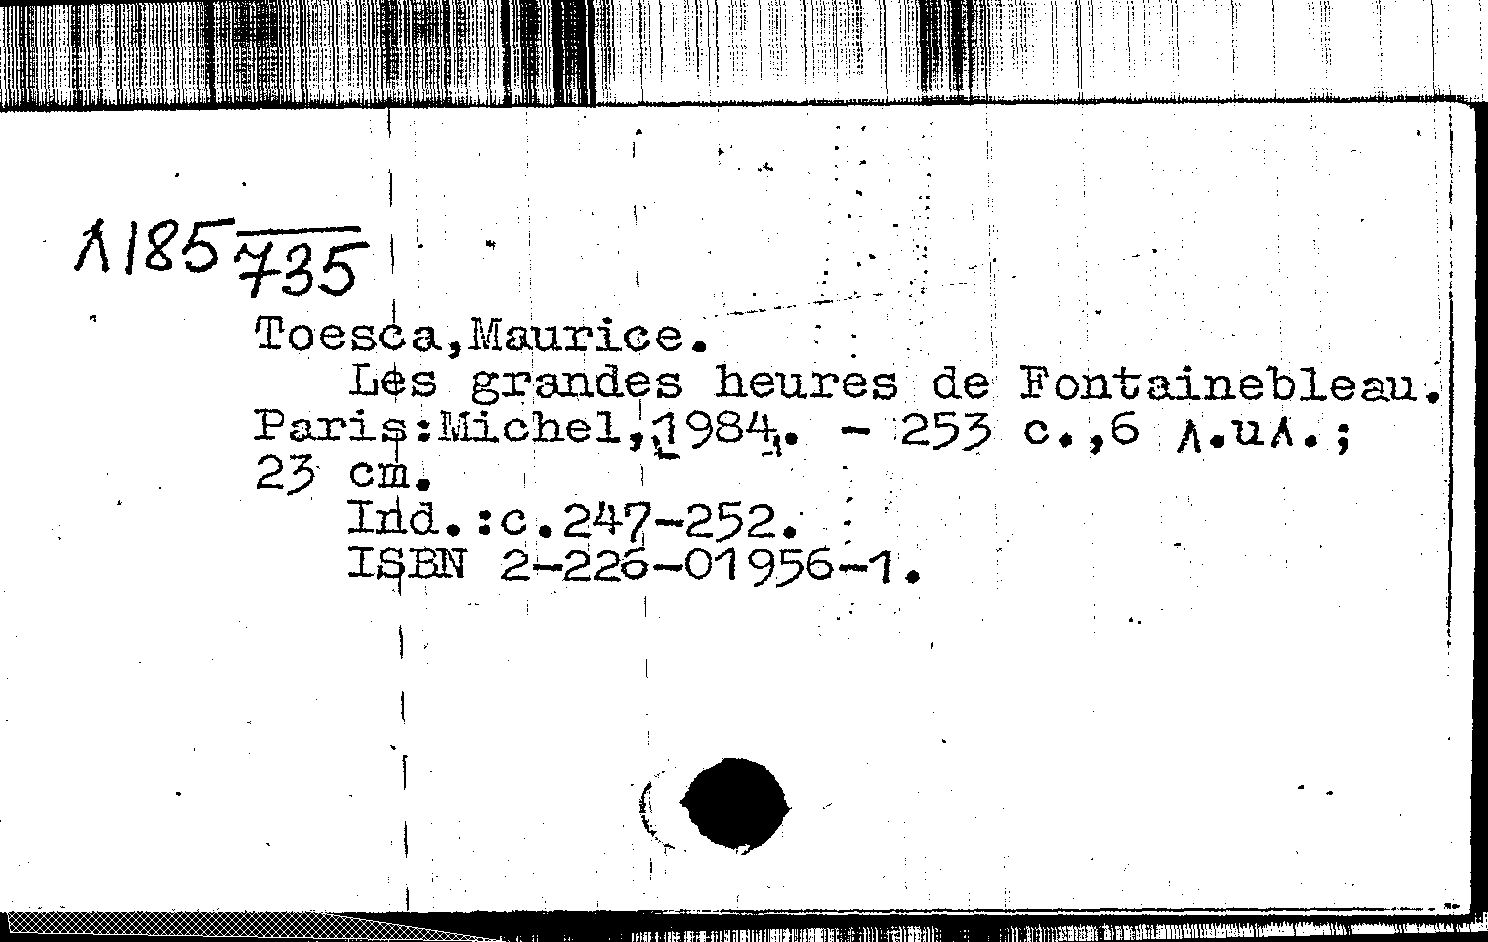 Л185 735
Toesca,Maurice.
Les grandes heures de Fontainebleau.
Paris:Michel,1984. - 253 с.,6 л.ил.;
23 cm.
Ind.:c.247-252.
ISBN 2-226-01956-1.